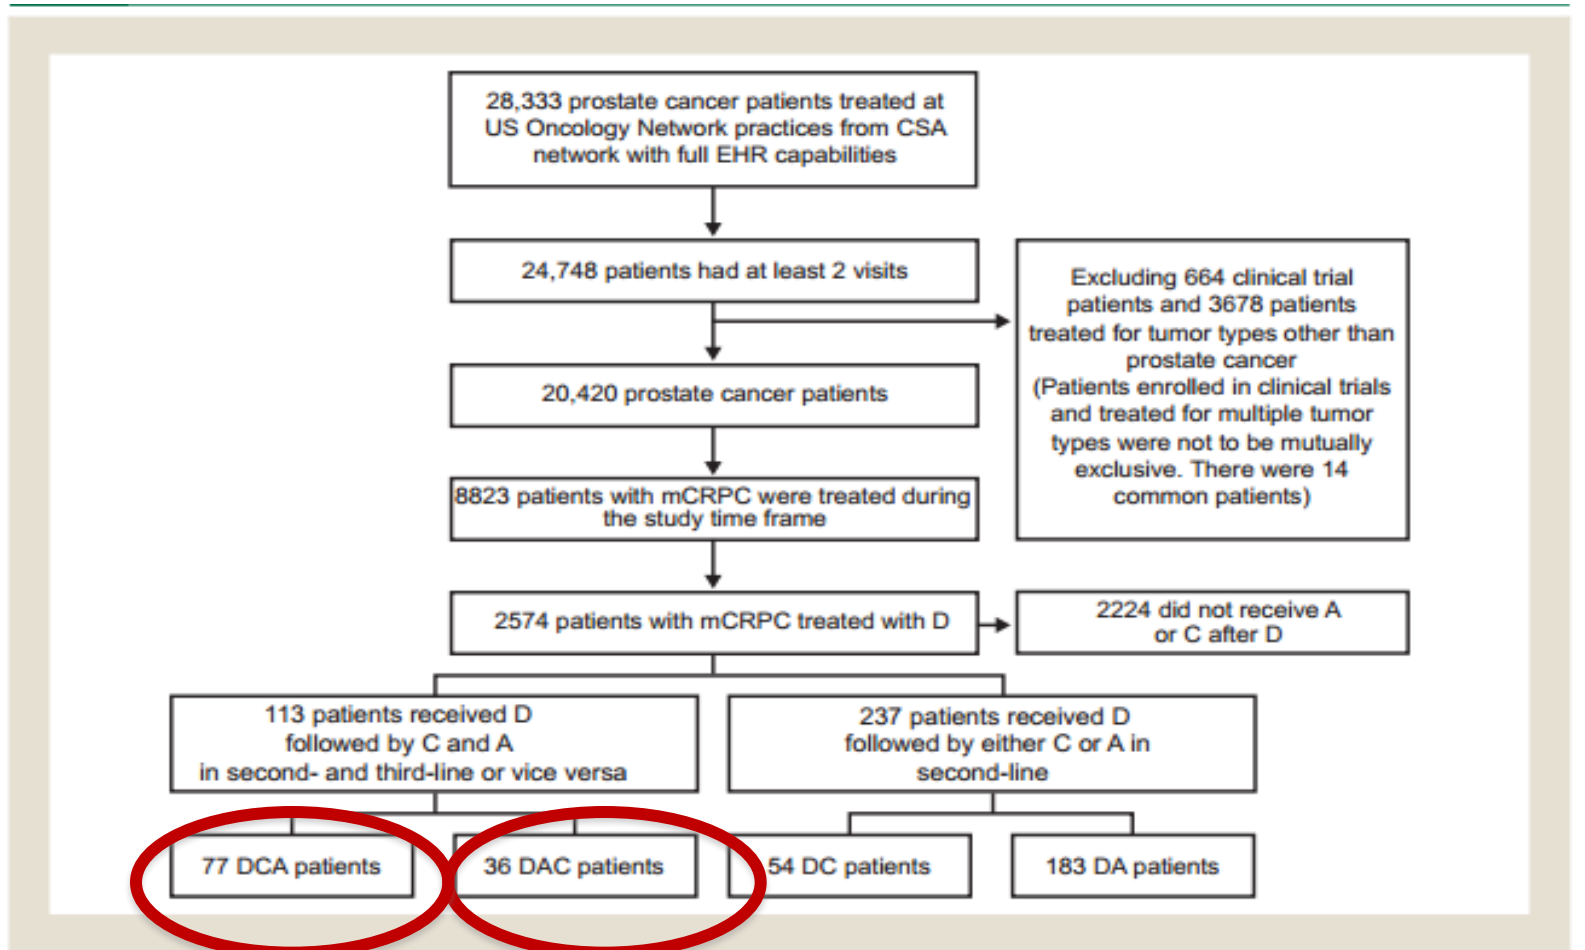 28,333 prostate cancer patients treated at
US Oncology Network practices from CSA
network with full EHR capabilities
24,748 patients had at least 2 visits
Excluding 664 clinical trial
patients and 3678 patients
treated for tumor types other than
prostate cancer
(Patients enrolled in clinical trials
and treated for multiple tumor
types were not to be mutually
exclusive. There were 14
common patients)
20,420 prostate cancer patients
8823 patients with mCRPC were treated during
the study time frame
2574 patients with mCRPC treated with D
2224 did not receive A
or C after D
113 patients received D
followed by C and A
in second- and third-line or vice versa
237 patients received D
followed by either C or A in
second-line
77 DCA patients
36 DAC patients
54 DC patients
183 DA patients